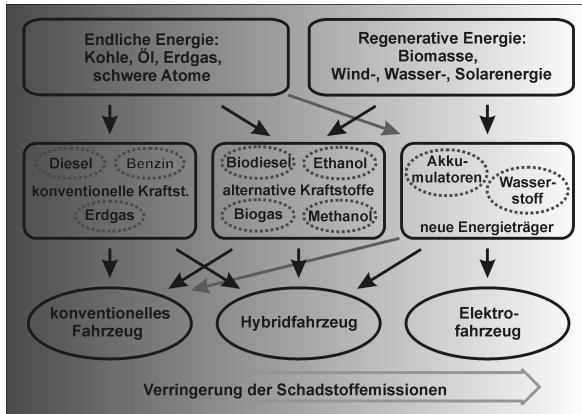 Endliche Energie:
Kohle, Öl, Erdgas,
schwere Atome
Regenerative Energie:
Biomasse,
Wind-, Wasser-, Solarenergie
Diesel
Benzin
konventionelle Kraftst.
Erdgas
Biodiesel
Ethanol
alternative Kraftstoffe
Biogas
Methanol
Akku-
mulatoren
Wasser-
stoff
neue Energieträger
konventionelles
Fahrzeug
Hybridfahrzeug
Elektro-
fahrzeug
Verringerung der Schadstoffemissionen